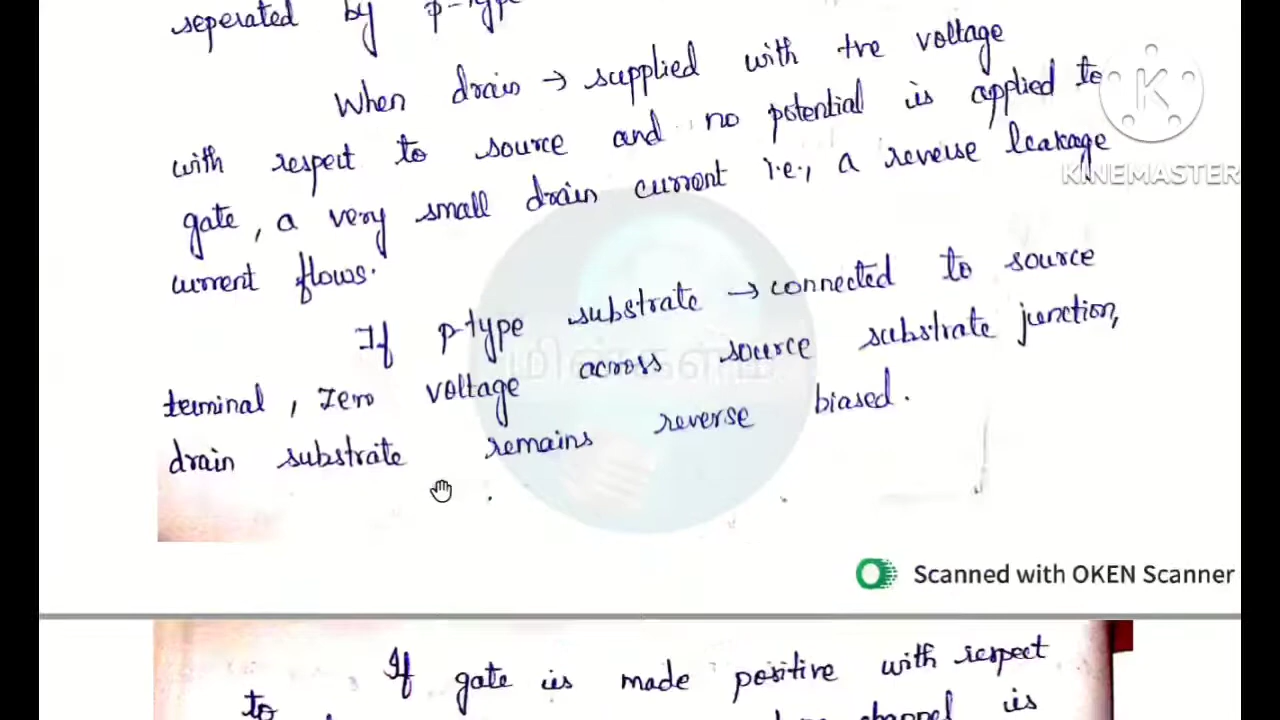 seperated by p-type
When drain → supplied with +ve voltage
with respect to source and no potential is applied to
gate, a very small drain current i.e., a reverse leakage
current flows.
If p-type substrate → connected to source
terminal, zero voltage across source substrate junction,
drain substrate remains reverse biased.
K
KINEMASTER
மின்களம்
Scanned with OKEN Scanner
If gate is made positive with respect
to channel is